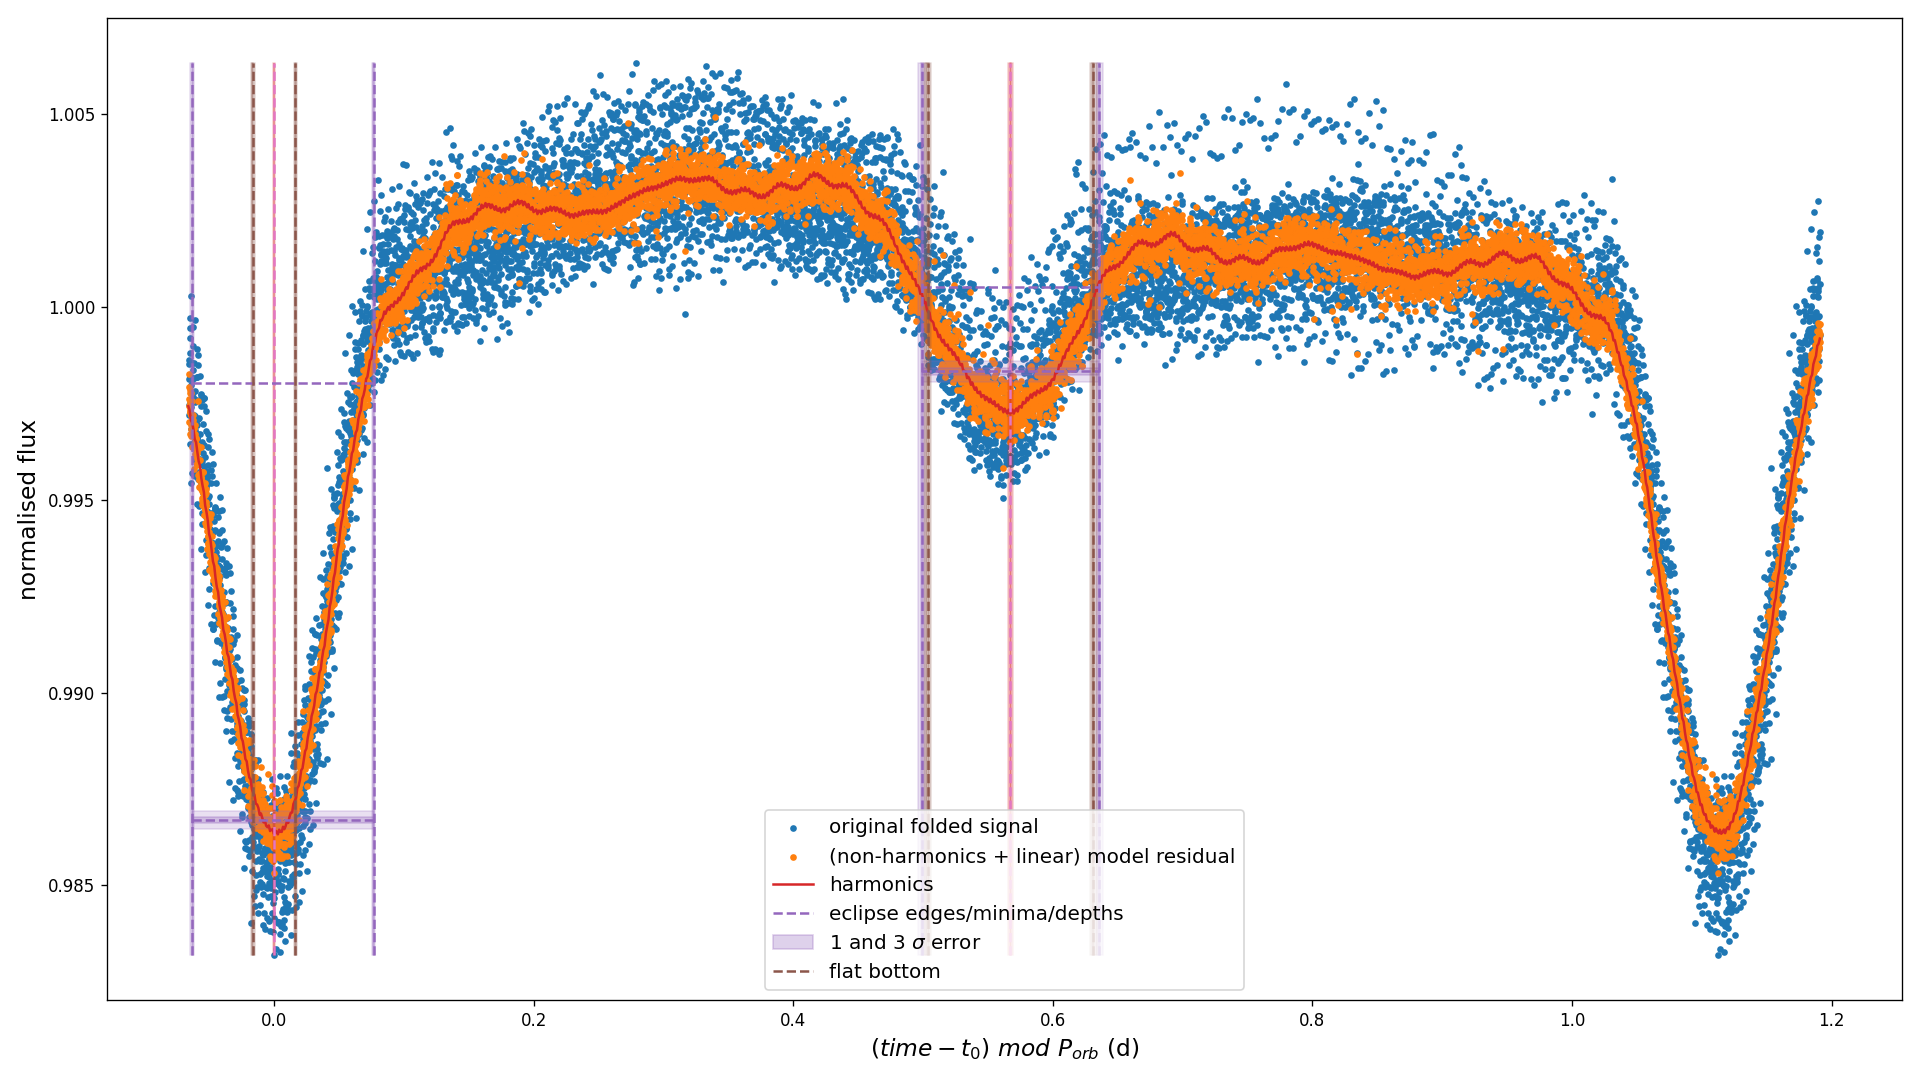 normalised flux
1.005
1.000
0.995
0.990
0.985
0.0
0.2
0.4
0.6
0.8
1.0
1.2
(time − t₀) mod P_orb (d)
original folded signal
(non-harmonics + linear) model residual
harmonics
eclipse edges/minima/depths
1 and 3 σ error
flat bottom